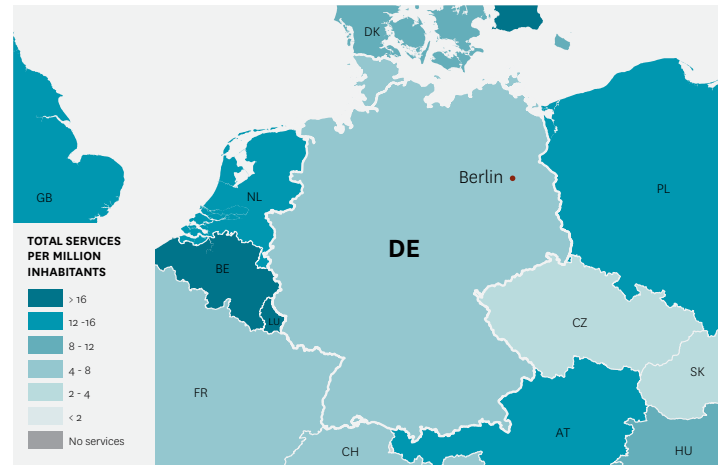 DK
Berlin
PL
GB
NL
DE
TOTAL SERVICES
PER MILLION
INHABITANTS
BE
> 16
12 -16
LU
CZ
8 - 12
4 - 8
SK
2 - 4
FR
< 2
No services
CH
AT
HU